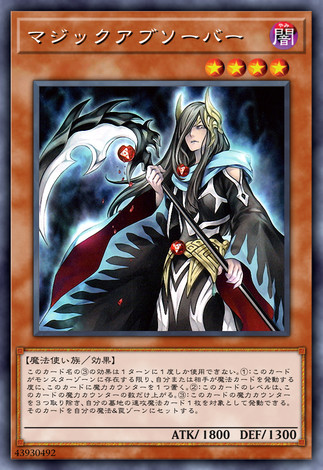 マジックアブソーバー
闇
やみ
【魔法使い族／効果】
このカード名の③の効果は１ターンに１度しか使用できない。①：このカード
がモンスターゾーンに存在する限り、自分または相手が魔法カードを発動する
度に、このカードに魔力カウンターを１つ置く。②：このカードのレベルは、こ
のカードの魔力カウンターの数だけ上がる。③：このカードの魔力カウンター
を３つ取り除き、自分の墓地の速攻魔法カード１枚を対象として発動できる。
そのカードを自分の魔法&罠ゾーンにセットする。
ATK/1800 DEF/1300
43930492